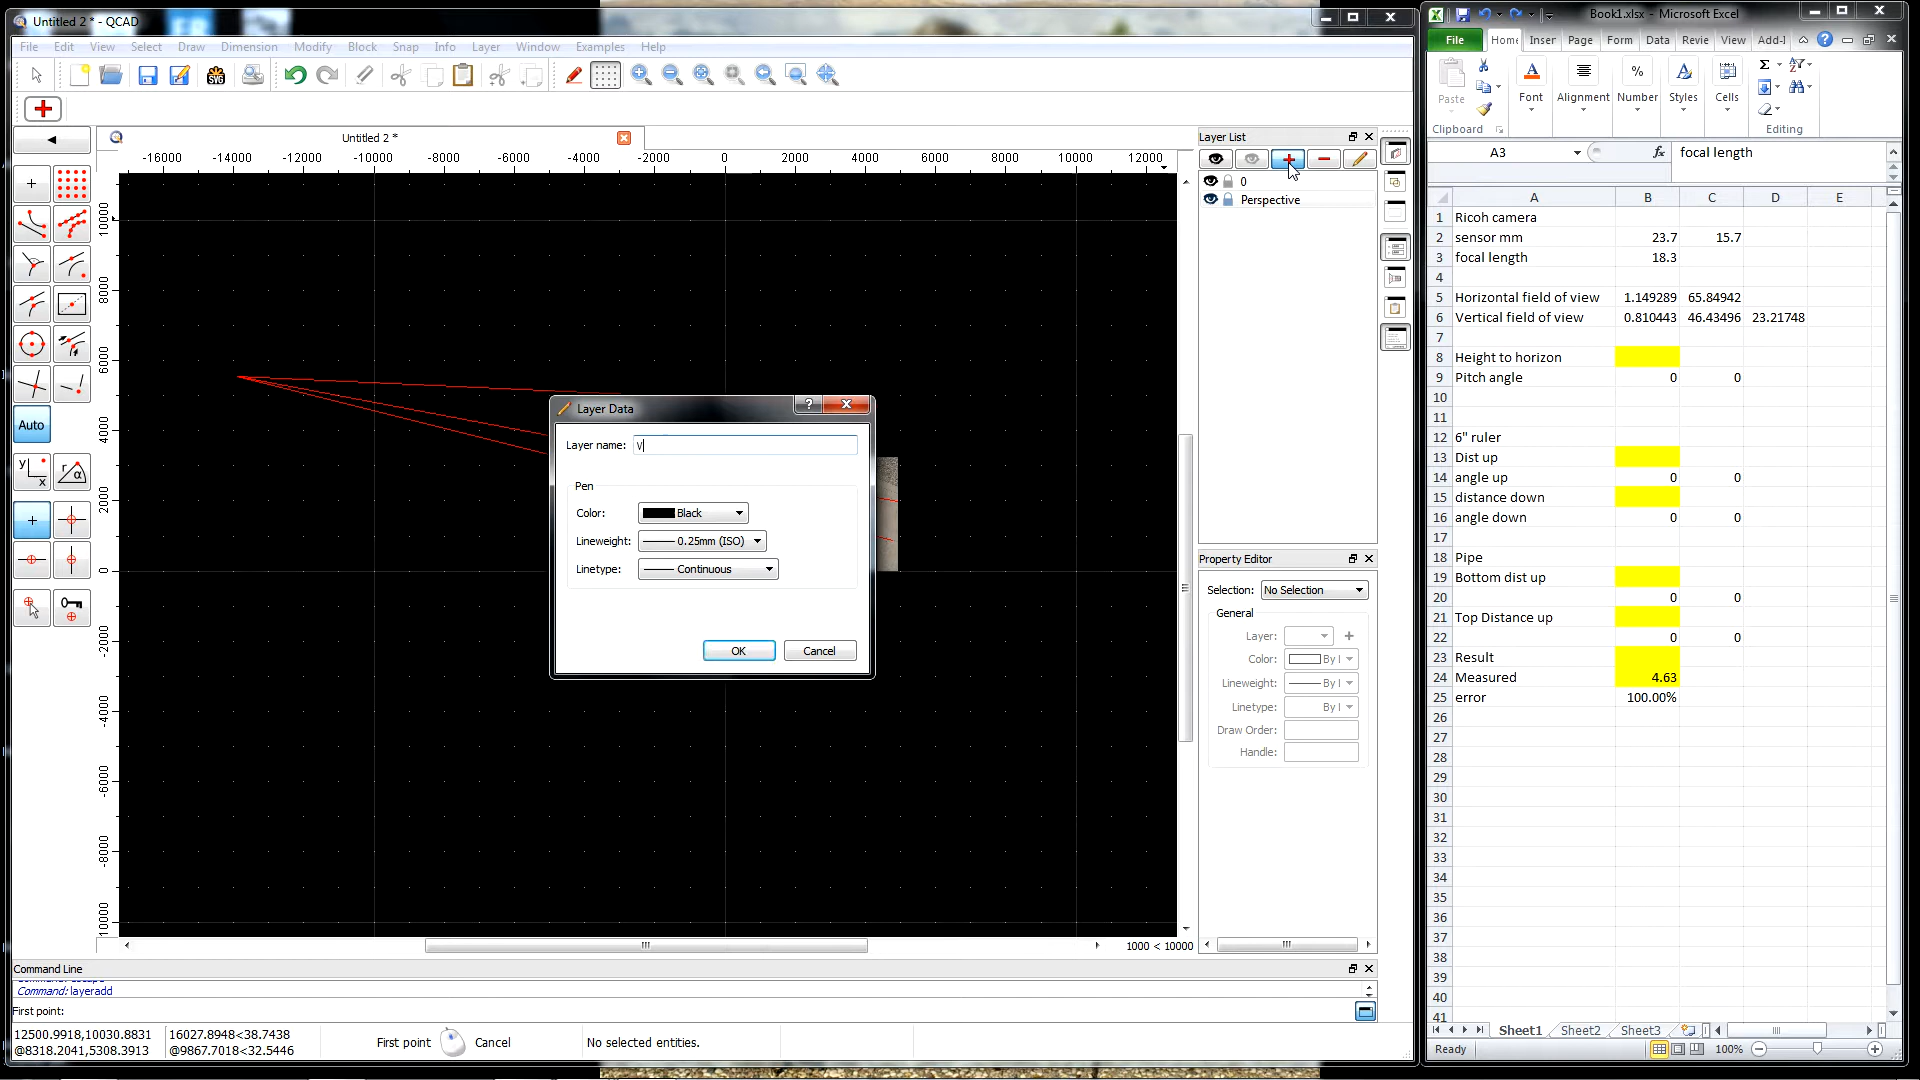 Untitled 2 * - QCAD
File Edit View Select Draw Dimension Modify Block Snap Info Layer Window Examples Help
SVG
Untitled 2 *
-16000 -14000 -12000 -10000 -8000 -6000 -4000 -2000 0 2000 4000 6000 8000 10000 12000
10000
8000
6000
4000
2000
0
-2000
-4000
-6000
-8000
10000
Auto
Layer Data
Layer name: V
Pen
Color: Black
Lineweight: 0.25mm (ISO)
Linetype: Continuous
OK Cancel
Layer List
0
Perspective
Property Editor
Selection: No Selection
General
Layer:
Color: By l
Lineweight: By l
Linetype: By l
Draw Order:
Handle:
1000 < 10000
Command Line
Command: layeradd
First point:
12500.9918,10030.8831 16027.8948<38.7438
@8318.2041,5308.3913 @9867.7018<32.5446
First point Cancel No selected entities.
Book1.xlsx - Microsoft Excel
File Home Inser Page Form Data Revie View Add-I
Paste Font Alignment Number Styles Cells
Clipboard Editing
A3 fx focal length
A B C D E
1 Ricoh camera
2 sensor mm 23.7 15.7
3 focal length 18.3
4
5 Horizontal field of view 1.149289 65.84942
6 Vertical field of view 0.810443 46.43496 23.21748
7
8 Height to horizon
9 Pitch angle 0 0
10
11
12 6" ruler
13 Dist up
14 angle up 0 0
15 distance down
16 angle down 0 0
17
18 Pipe
19 Bottom dist up
20 0 0
21 Top Distance up
22 0 0
23 Result
24 Measured 4.63
25 error 100.00%
26
27
28
29
30
31
32
33
34
35
36
37
38
39
40
41
Sheet1 Sheet2 Sheet3
Ready 100%